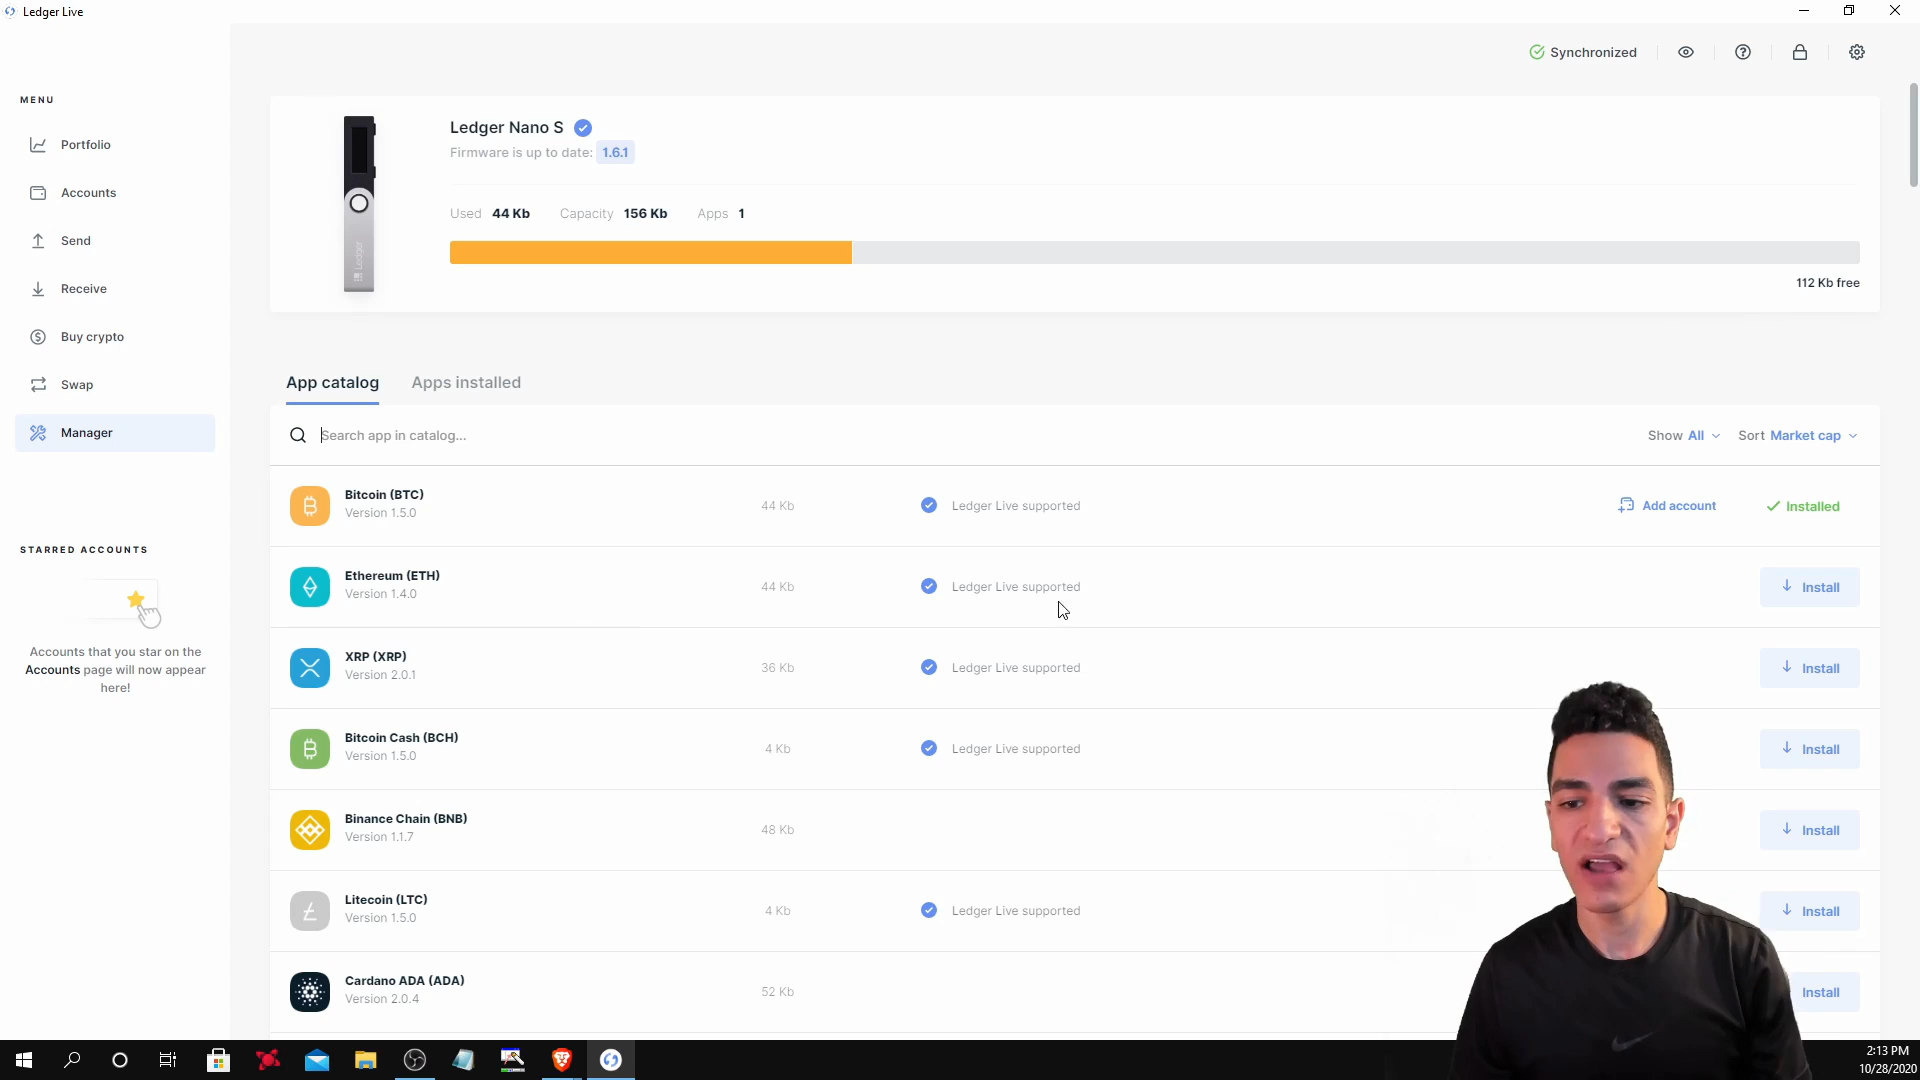 Ledger Live
Synchronized
MENU
Portfolio
Accounts
Send
Receive
Buy crypto
Swap
Manager
STARRED ACCOUNTS
Accounts that you star on the
Accounts page will now appear
here!
Ledger
Ledger Nano S
Firmware is up to date: 1.6.1
Used 44 Kb Capacity 156 Kb Apps 1
112 Kb free
App catalog Apps installed
Search app in catalog...
Show All Sort Market cap
Bitcoin (BTC)
Version 1.5.0
44 Kb
Ledger Live supported
Add account
Installed
Ethereum (ETH)
Version 1.4.0
44 Kb
Ledger Live supported
Install
XRP (XRP)
Version 2.0.1
36 Kb
Ledger Live supported
Install
Bitcoin Cash (BCH)
Version 1.5.0
4 Kb
Ledger Live supported
Install
Binance Chain (BNB)
Version 1.1.7
48 Kb
Install
Litecoin (LTC)
Version 1.5.0
4 Kb
Ledger Live supported
Install
Cardano ADA (ADA)
Version 2.0.4
52 Kb
Install
2:13 PM
10/28/2020